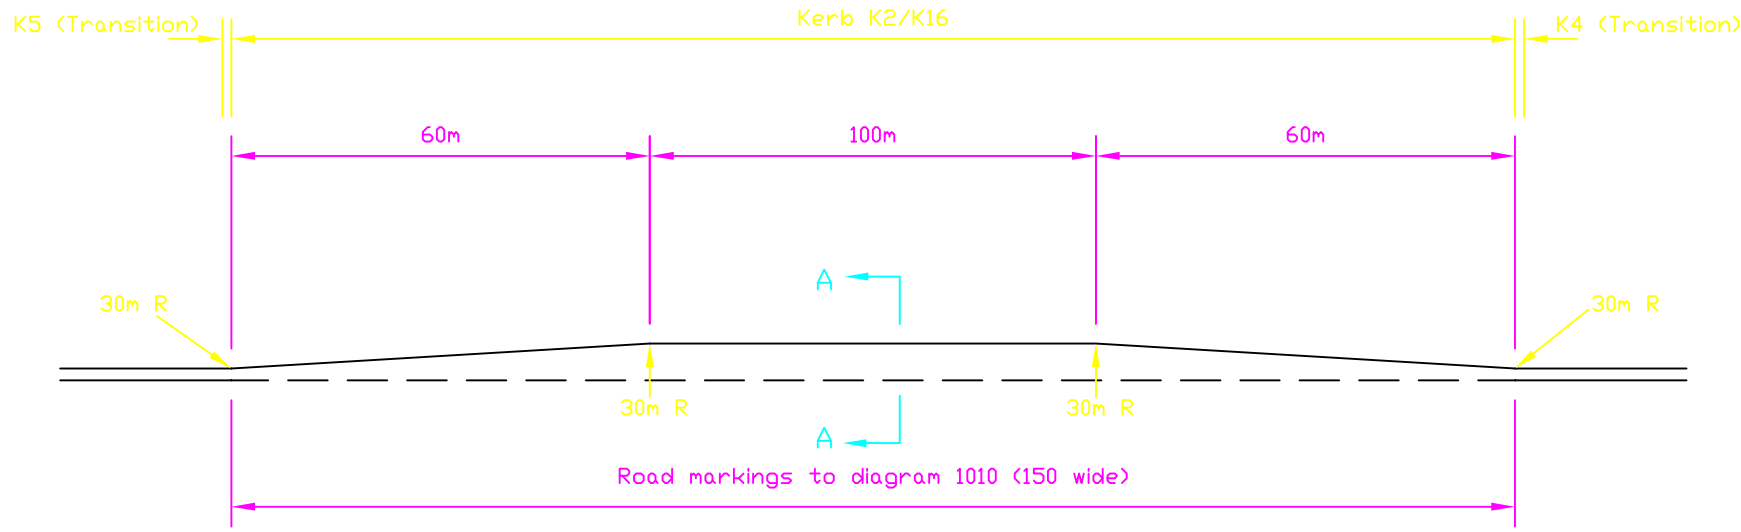 K5 (Transition)
Kerb K2/K16
K4 (Transition)
60m
100m
60m
A
30m R
30m R
30m R
30m R
A
Road markings to diagram 1010 (150 wide)